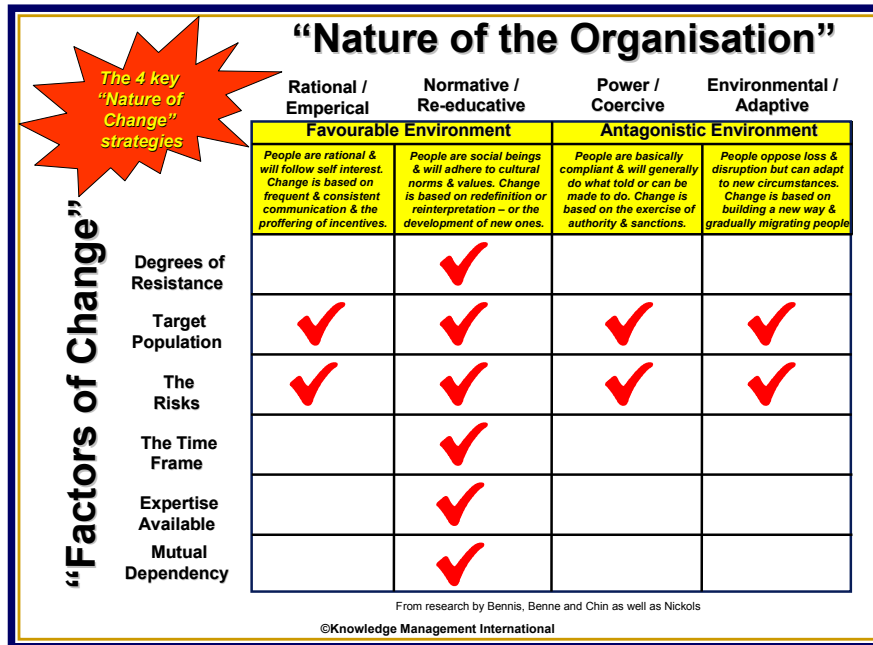 “Nature of the Organisation”
The 4 key
“Nature of
Change”
strategies
Rational /
Emperical
Normative /
Re-educative
Power /
Coercive
Environmental /
Adaptive
Favourable Environment
Antagonistic Environment
People are rational &
will follow self interest.
Change is based on
frequent & consistent
communication & the
proffering of incentives.
People are social beings
& will adhere to cultural
norms & values. Change
is based on redefinition or
reinterpretation – or the
development of new ones.
People are basically
compliant & will generally
do what told or can be
made to do. Change is
based on the exercise of
authority & sanctions.
People oppose loss &
disruption but can adapt
to new circumstances.
Change is based on
building a new way &
gradually migrating people
“Factors of Change”
Degrees of
Resistance
Target
Population
The
Risks
The Time
Frame
Expertise
Available
Mutual
Dependency
From research by Bennis, Benne and Chin as well as Nickols
©Knowledge Management International